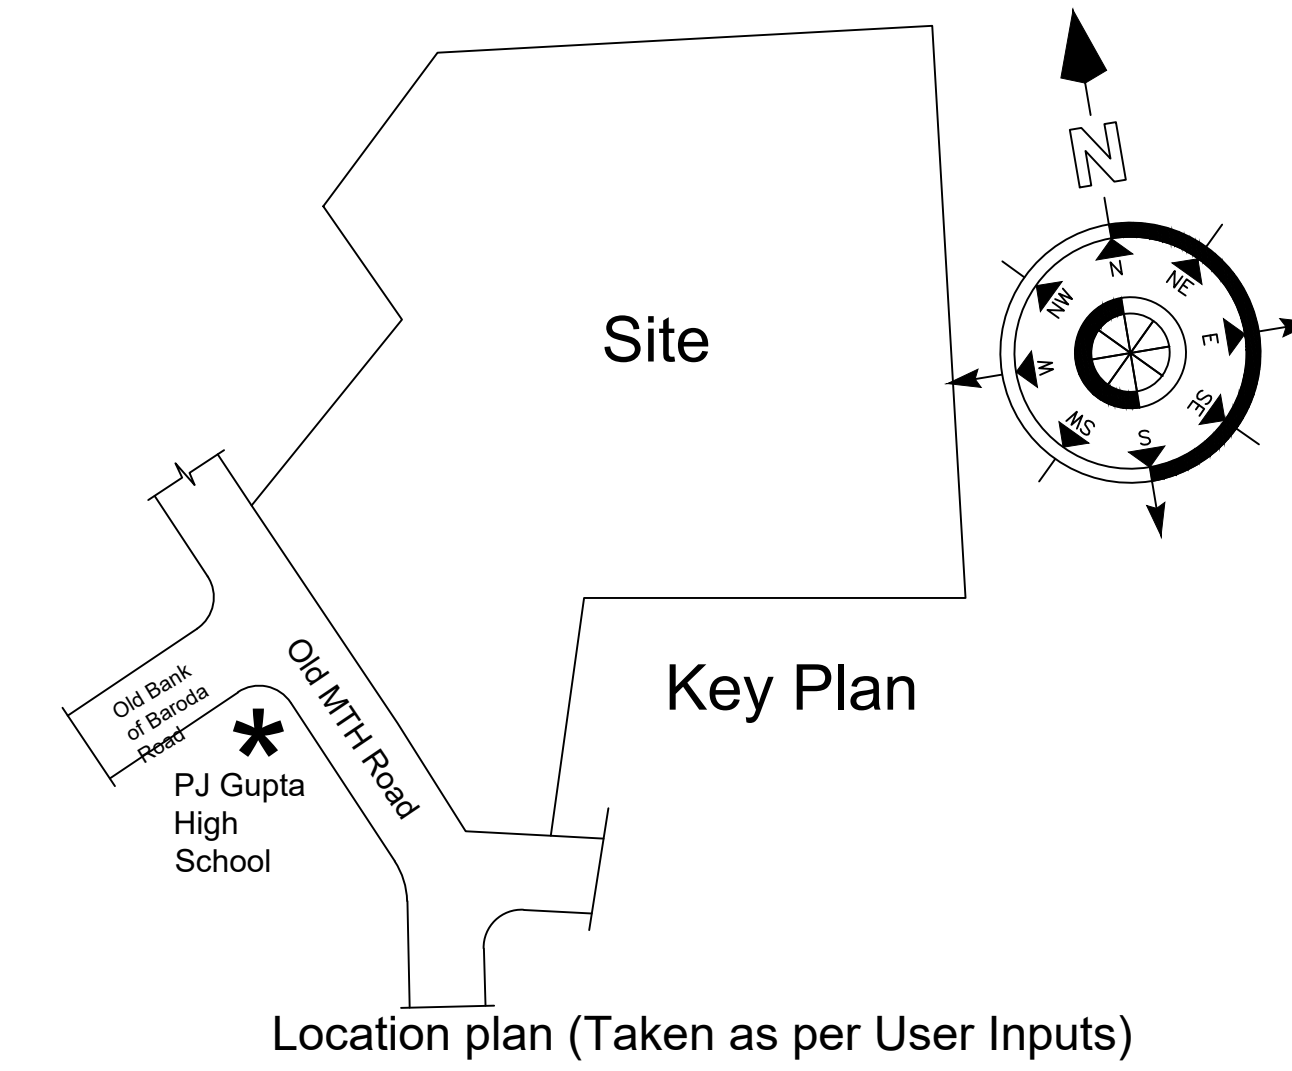 N
N
NE
NW
Site
E
W
SE
SW
S
Old MTH Road
Old Bank
of Baroda
Road
Key Plan
PJ Gupta
High
School
Location plan (Taken as per User Inputs)